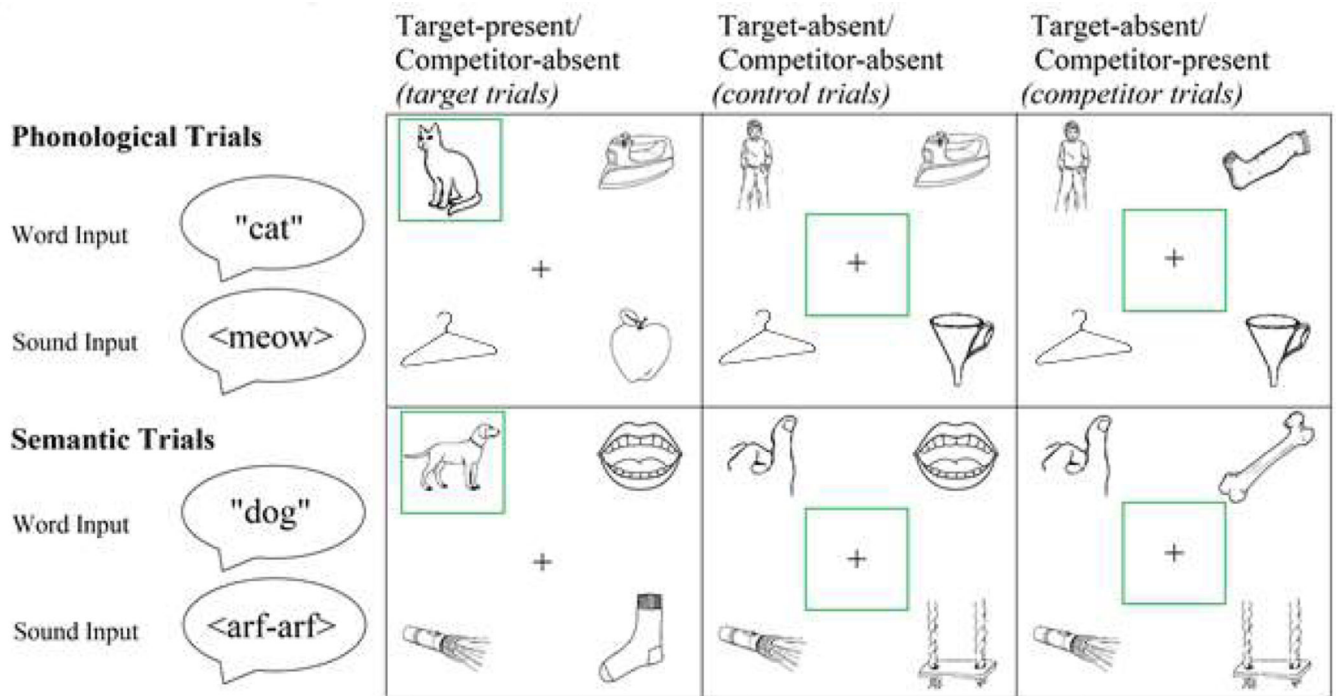 Target-present/
Competitor-absent
(target trials)
Target-absent/
Competitor-absent
(control trials)
Target-absent/
Competitor-present
(competitor trials)
Phonological Trials
Word Input
"cat"
Sound Input
<meow>
Semantic Trials
Word Input
"dog"
Sound Input
<arf-arf>